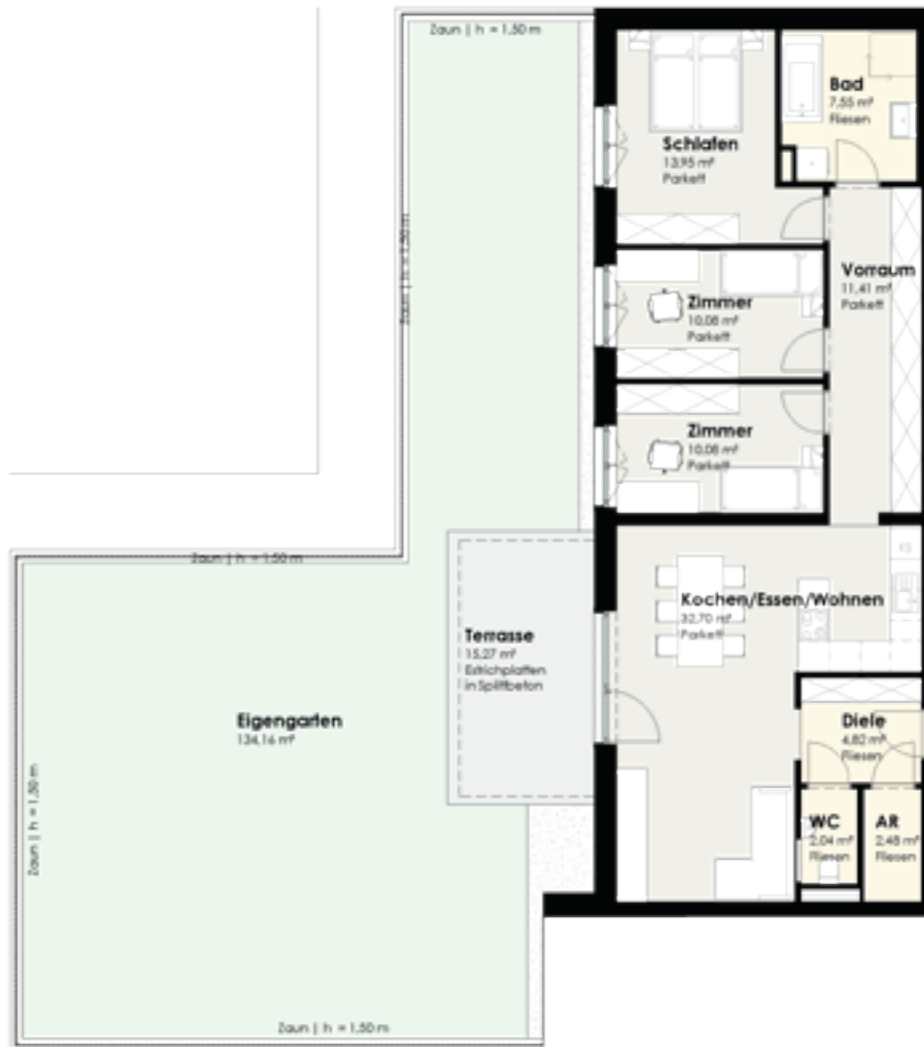 Zaun | h = 1,50 m
Bad
7,55 m²
Fliesen
Schlafen
13,95 m²
Parkett
Zaun | h = 1,50 m
Vorraum
11,41 m²
Parkett
Zimmer
10,08 m²
Parkett
Zimmer
10,08 m²
Parkett
Zaun | h = 1,50 m
KS
Kochen/Essen/Wohnen
32,70 m²
Parkett
Terrasse
15,27 m²
Estrichplatten
in Splittbeton
Eigengarten
134,16 m²
Diele
4,82 m²
Fliesen
Zaun | h = 1,50 m
WC
2,04 m²
Fliesen
AR
2,48 m²
Fliesen
Zaun | h = 1,50 m